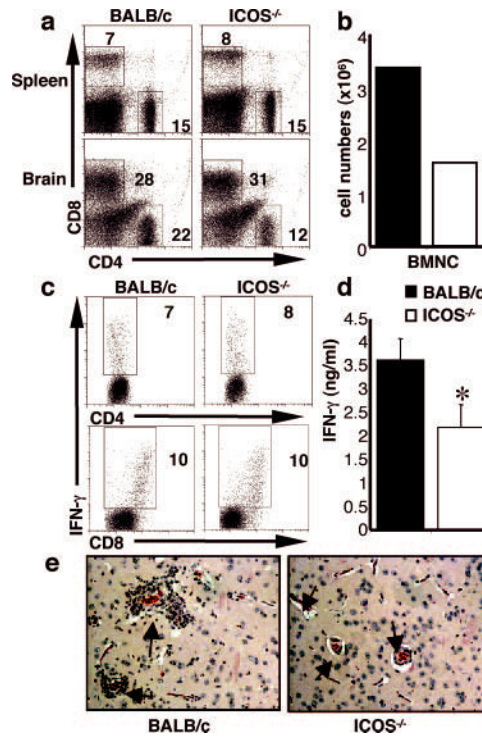 a BALB/c ICOS-/- b
7 8
Spleen
15 15
Brain
28 31
22 12
CD8
CD4
cell numbers (x10⁶)
4
3
2
1
0
BMNC
c BALB/c ICOS-/- d
BALB/c
ICOS-/-
7 8
CD4
10 10
IFN-γ
CD8
IFN-γ (ng/ml)
4.5
4
3.5
3
2.5
2
1.5
1
0.5
0
*
e
BALB/c ICOS-/-